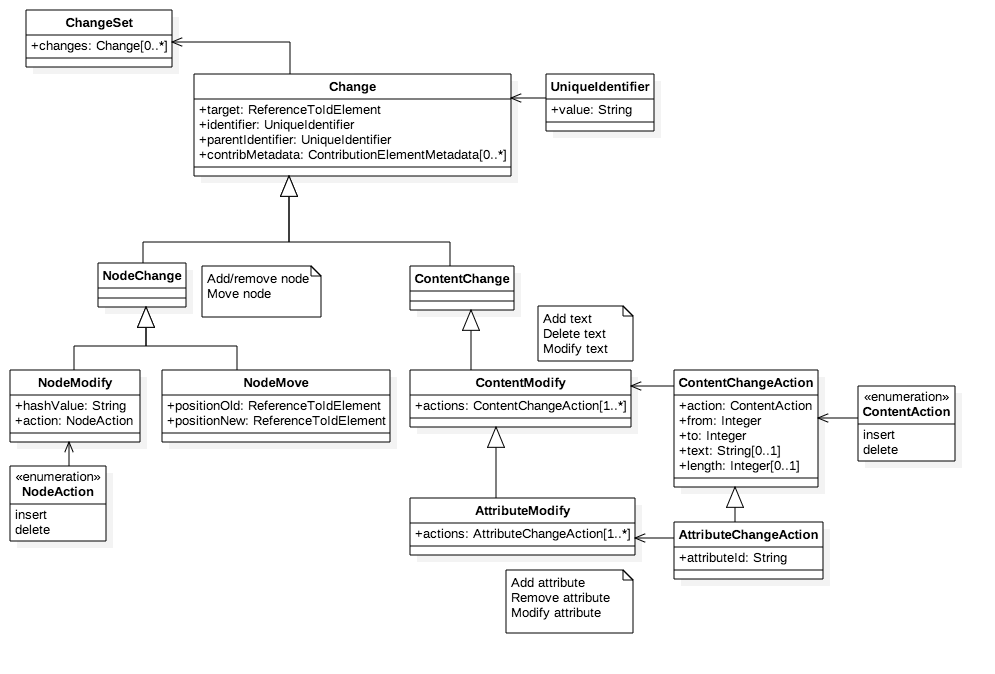 ChangeSet
+changes: Change[0..*]
Change
+target: ReferenceToIdElement
+identifier: UniqueIdentifier
+parentIdentifier: UniqueIdentifier
+contribMetadata: ContributionElementMetadata[0..*]
UniqueIdentifier
+value: String
NodeChange
Add/remove node
Move node
ContentChange
Add text
Delete text
Modify text
NodeModify
+hashValue: String
+action: NodeAction
NodeMove
+positionOld: ReferenceToIdElement
+positionNew: ReferenceToIdElement
ContentModify
+actions: ContentChangeAction[1..*]
ContentChangeAction
+action: ContentAction
+from: Integer
+to: Integer
+text: String[0..1]
+length: Integer[0..1]
«enumeration»
ContentAction
insert
delete
«enumeration»
NodeAction
insert
delete
AttributeModify
+actions: AttributeChangeAction[1..*]
AttributeChangeAction
+attributeId: String
Add attribute
Remove attribute
Modify attribute